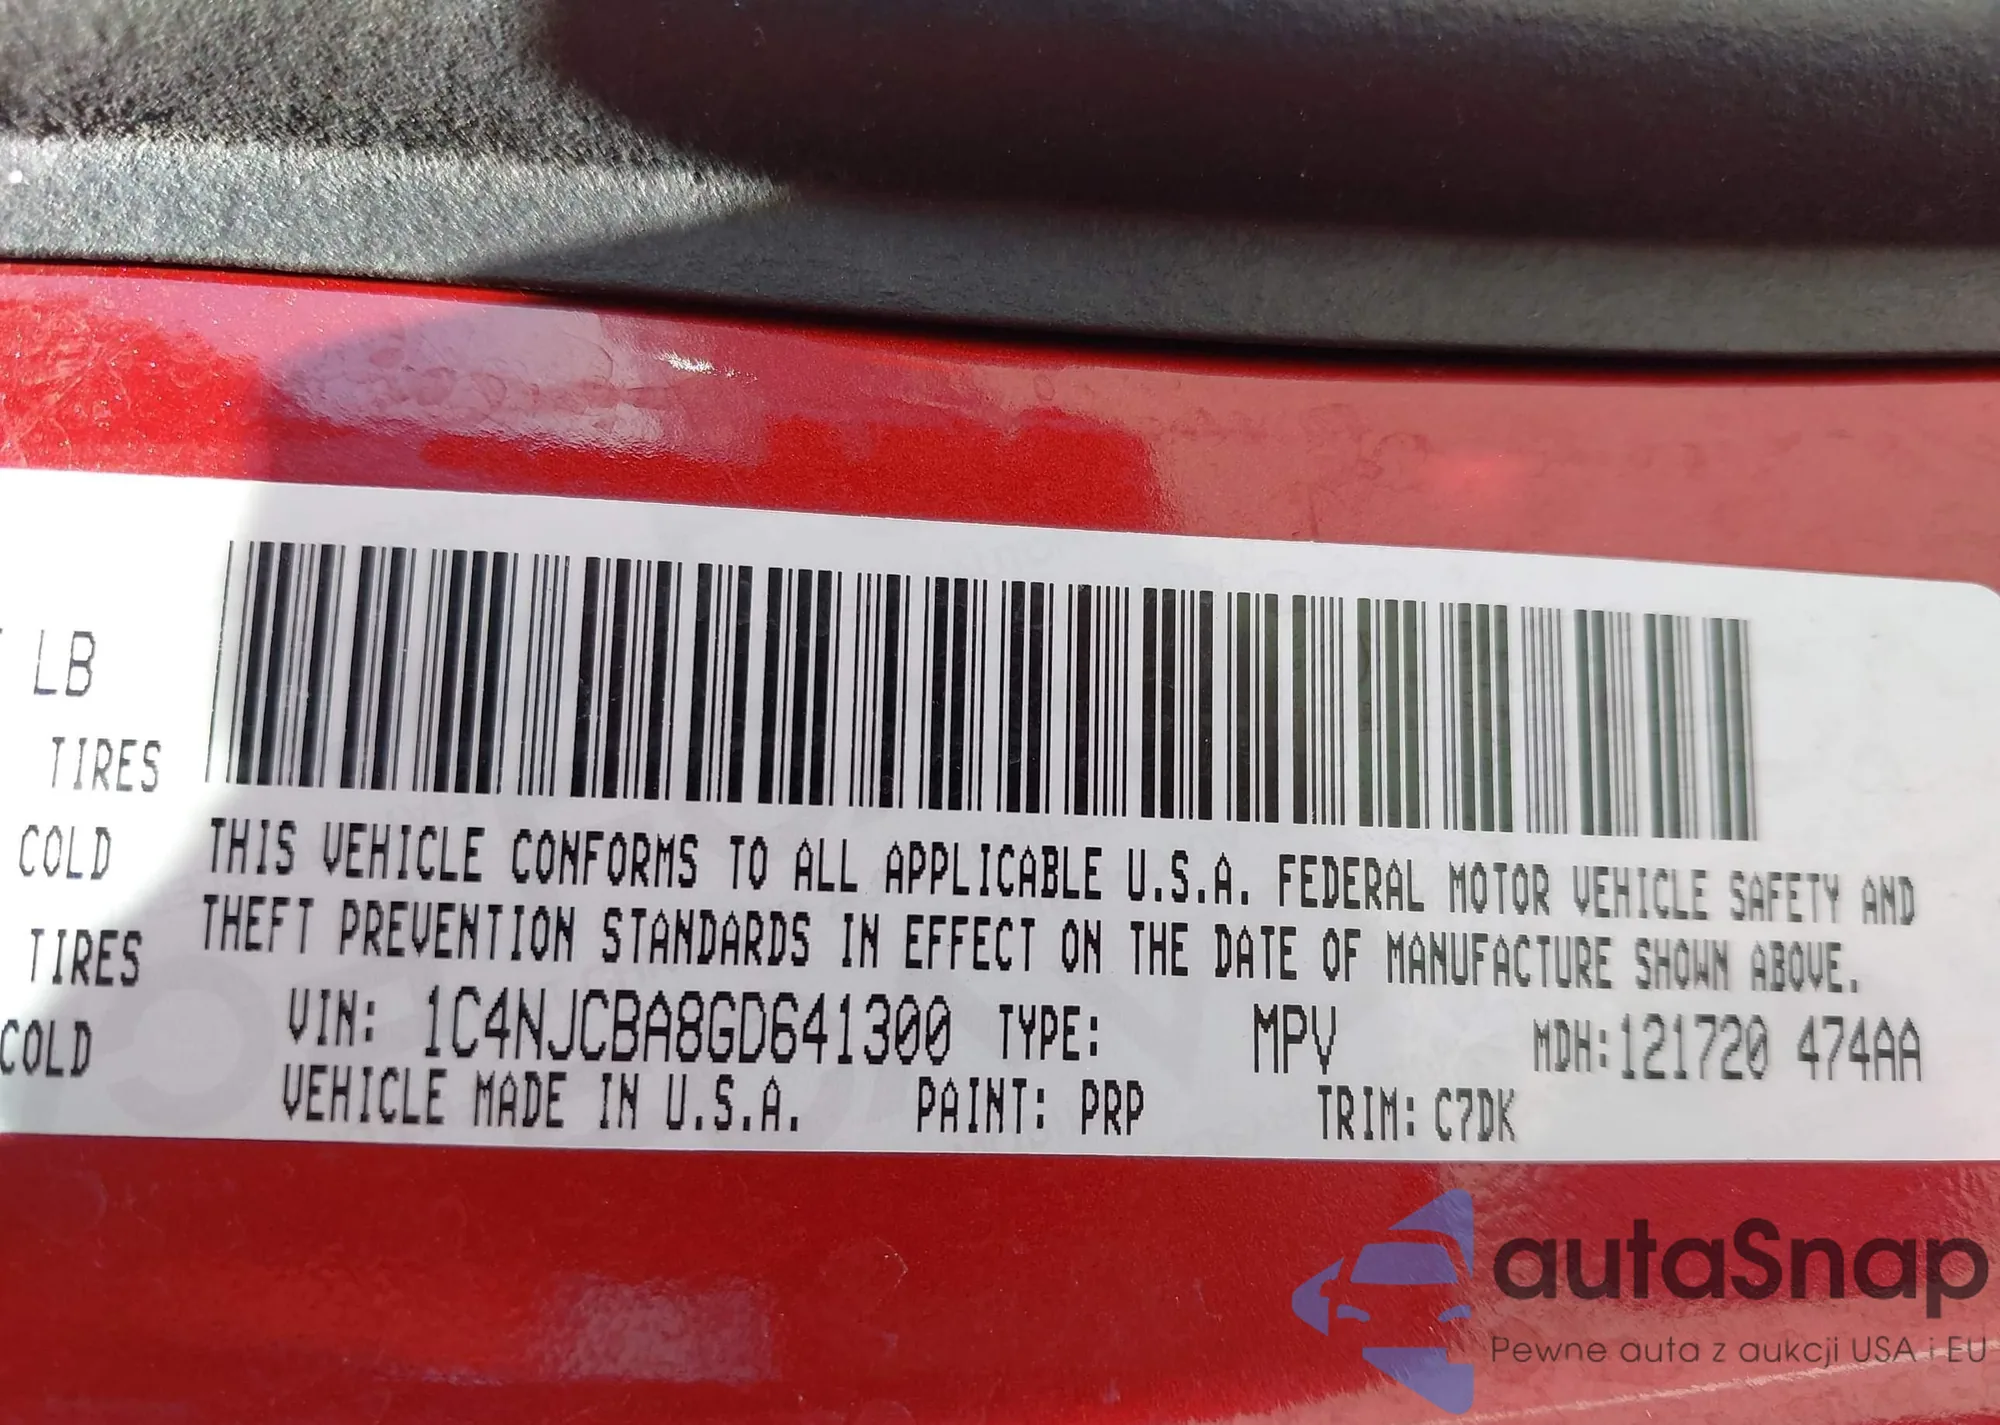 LB
TIRES
COLD
TIRES
COLD
THIS VEHICLE CONFORMS TO ALL APPLICABLE U.S.A. FEDERAL MOTOR VEHICLE SAFETY AND
THEFT PREVENTION STANDARDS IN EFFECT ON THE DATE OF MANUFACTURE SHOWN ABOVE.
VIN: 1C4NJCBA8GD641300 TYPE: MPV MDH:121720 474AA
VEHICLE MADE IN U.S.A. PAINT: PRP TRIM: C7DK
autaSnap
Pewne auta z aukcji USA i EU